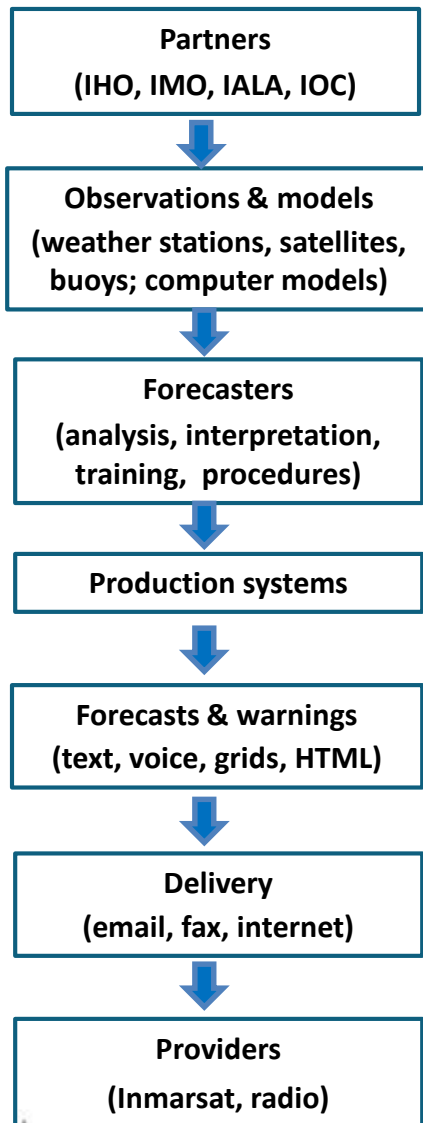 Partners
(IHO, IMO, IALA, IOC)
Observations & models
(weather stations, satellites,
buoys; computer models)
Forecasters
(analysis, interpretation,
training, procedures)
Production systems
Forecasts & warnings
(text, voice, grids, HTML)
Delivery
(email, fax, internet)
Providers
(Inmarsat, radio)